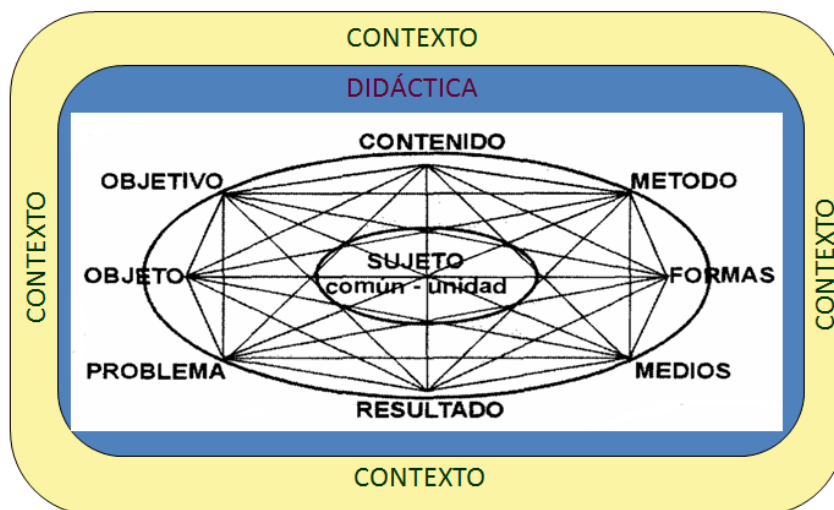 CONTEXTO
DIDÁCTICA
CONTENIDO
OBJETIVO
METODO
CONTEXTO
CONTEXTO
SUJETO
común - unidad
OBJETO
FORMAS
PROBLEMA
MEDIOS
RESULTADO
CONTEXTO